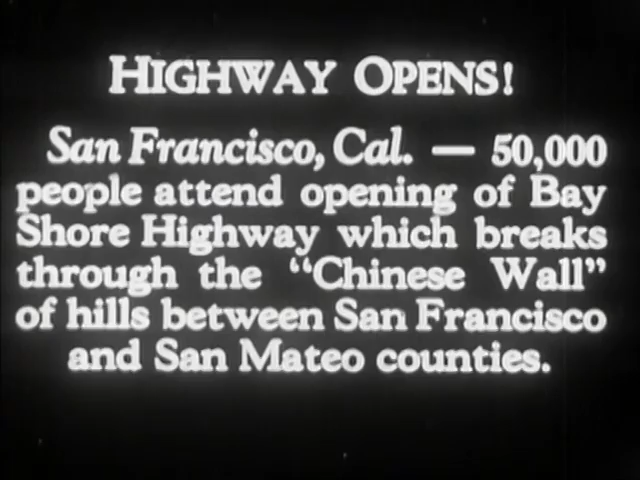 HIGHWAY OPENS!
San Francisco, Cal. — 50,000
people attend opening of Bay
Shore Highway which breaks
through the “Chinese Wall”
of hills between San Francisco
and San Mateo counties.